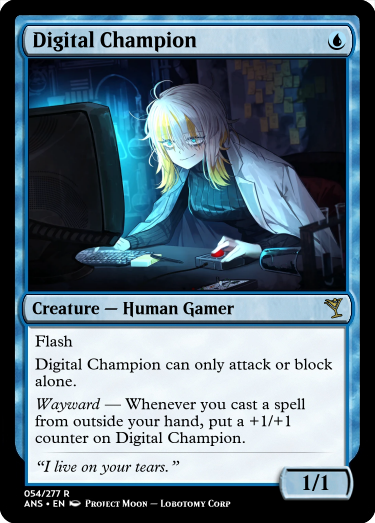 Digital Champion
Creature — Human Gamer
Flash
Digital Champion can only attack or block
alone.
Wayward — Whenever you cast a spell
from outside your hand, put a +1/+1
counter on Digital Champion.
“I live on your tears.”
1/1
054/277 R
ANS • EN Project Moon — Lobotomy Corp